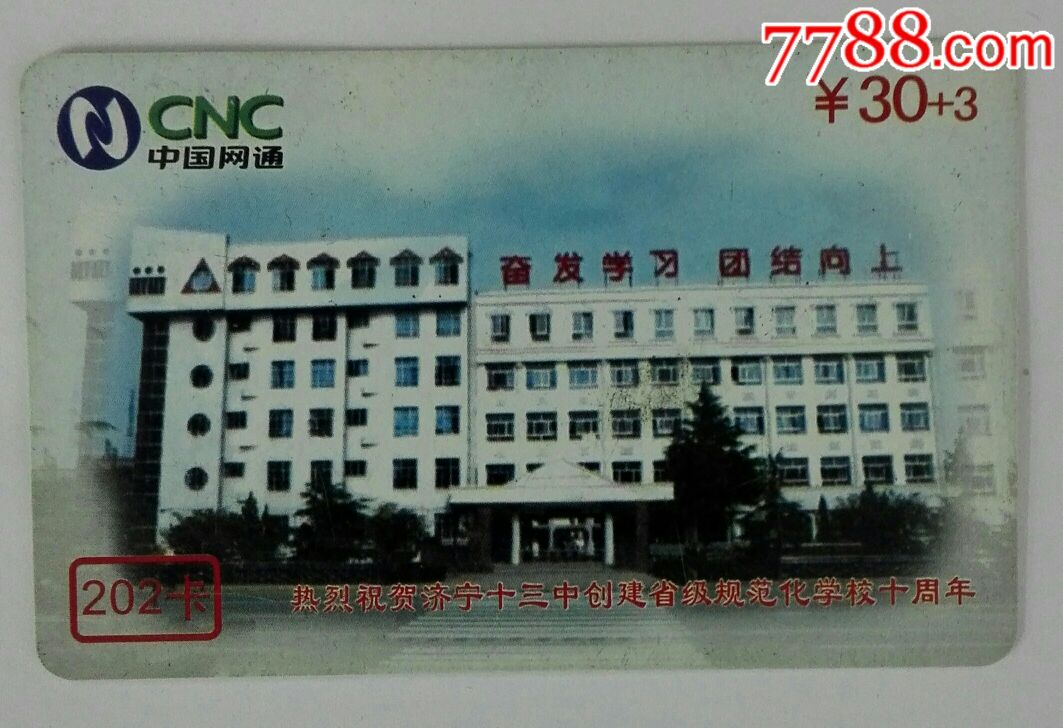 7788.com
CNC
中国网通
¥30+3
奋发学习 团结向上
202卡
热烈祝贺济宁十三中创建省级规范化学校十周年